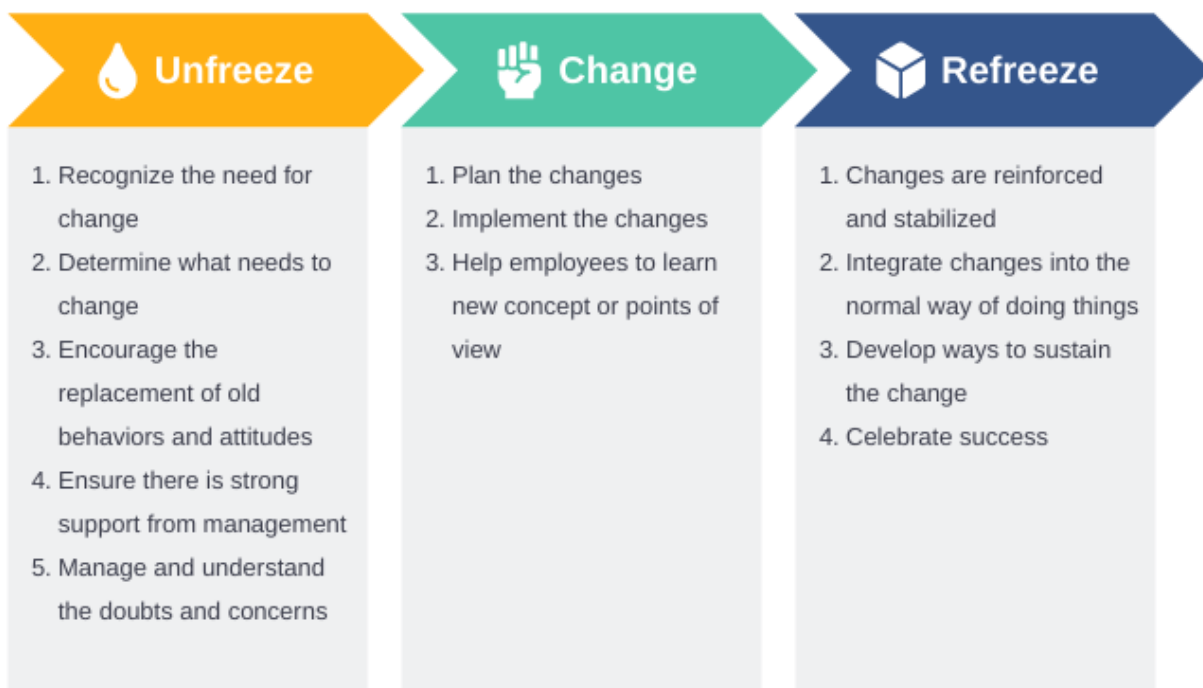 Unfreeze
1. Recognize the need for
change
2. Determine what needs to
change
3. Encourage the
replacement of old
behaviors and attitudes
4. Ensure there is strong
support from management
5. Manage and understand
the doubts and concerns
Change
1. Plan the changes
2. Implement the changes
3. Help employees to learn
new concept or points of
view
Refreeze
1. Changes are reinforced
and stabilized
2. Integrate changes into the
normal way of doing things
3. Develop ways to sustain
the change
4. Celebrate success